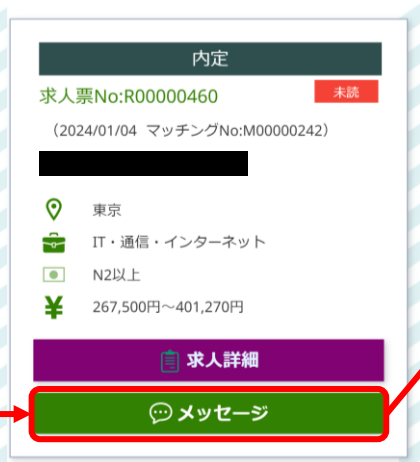 内定
求人票No:R00000460
未読
（2024/01/04 マッチングNo:M00000242）
東京
IT・通信・インターネット
N2以上
¥ 267,500円～401,270円
求人詳細
メッセージ